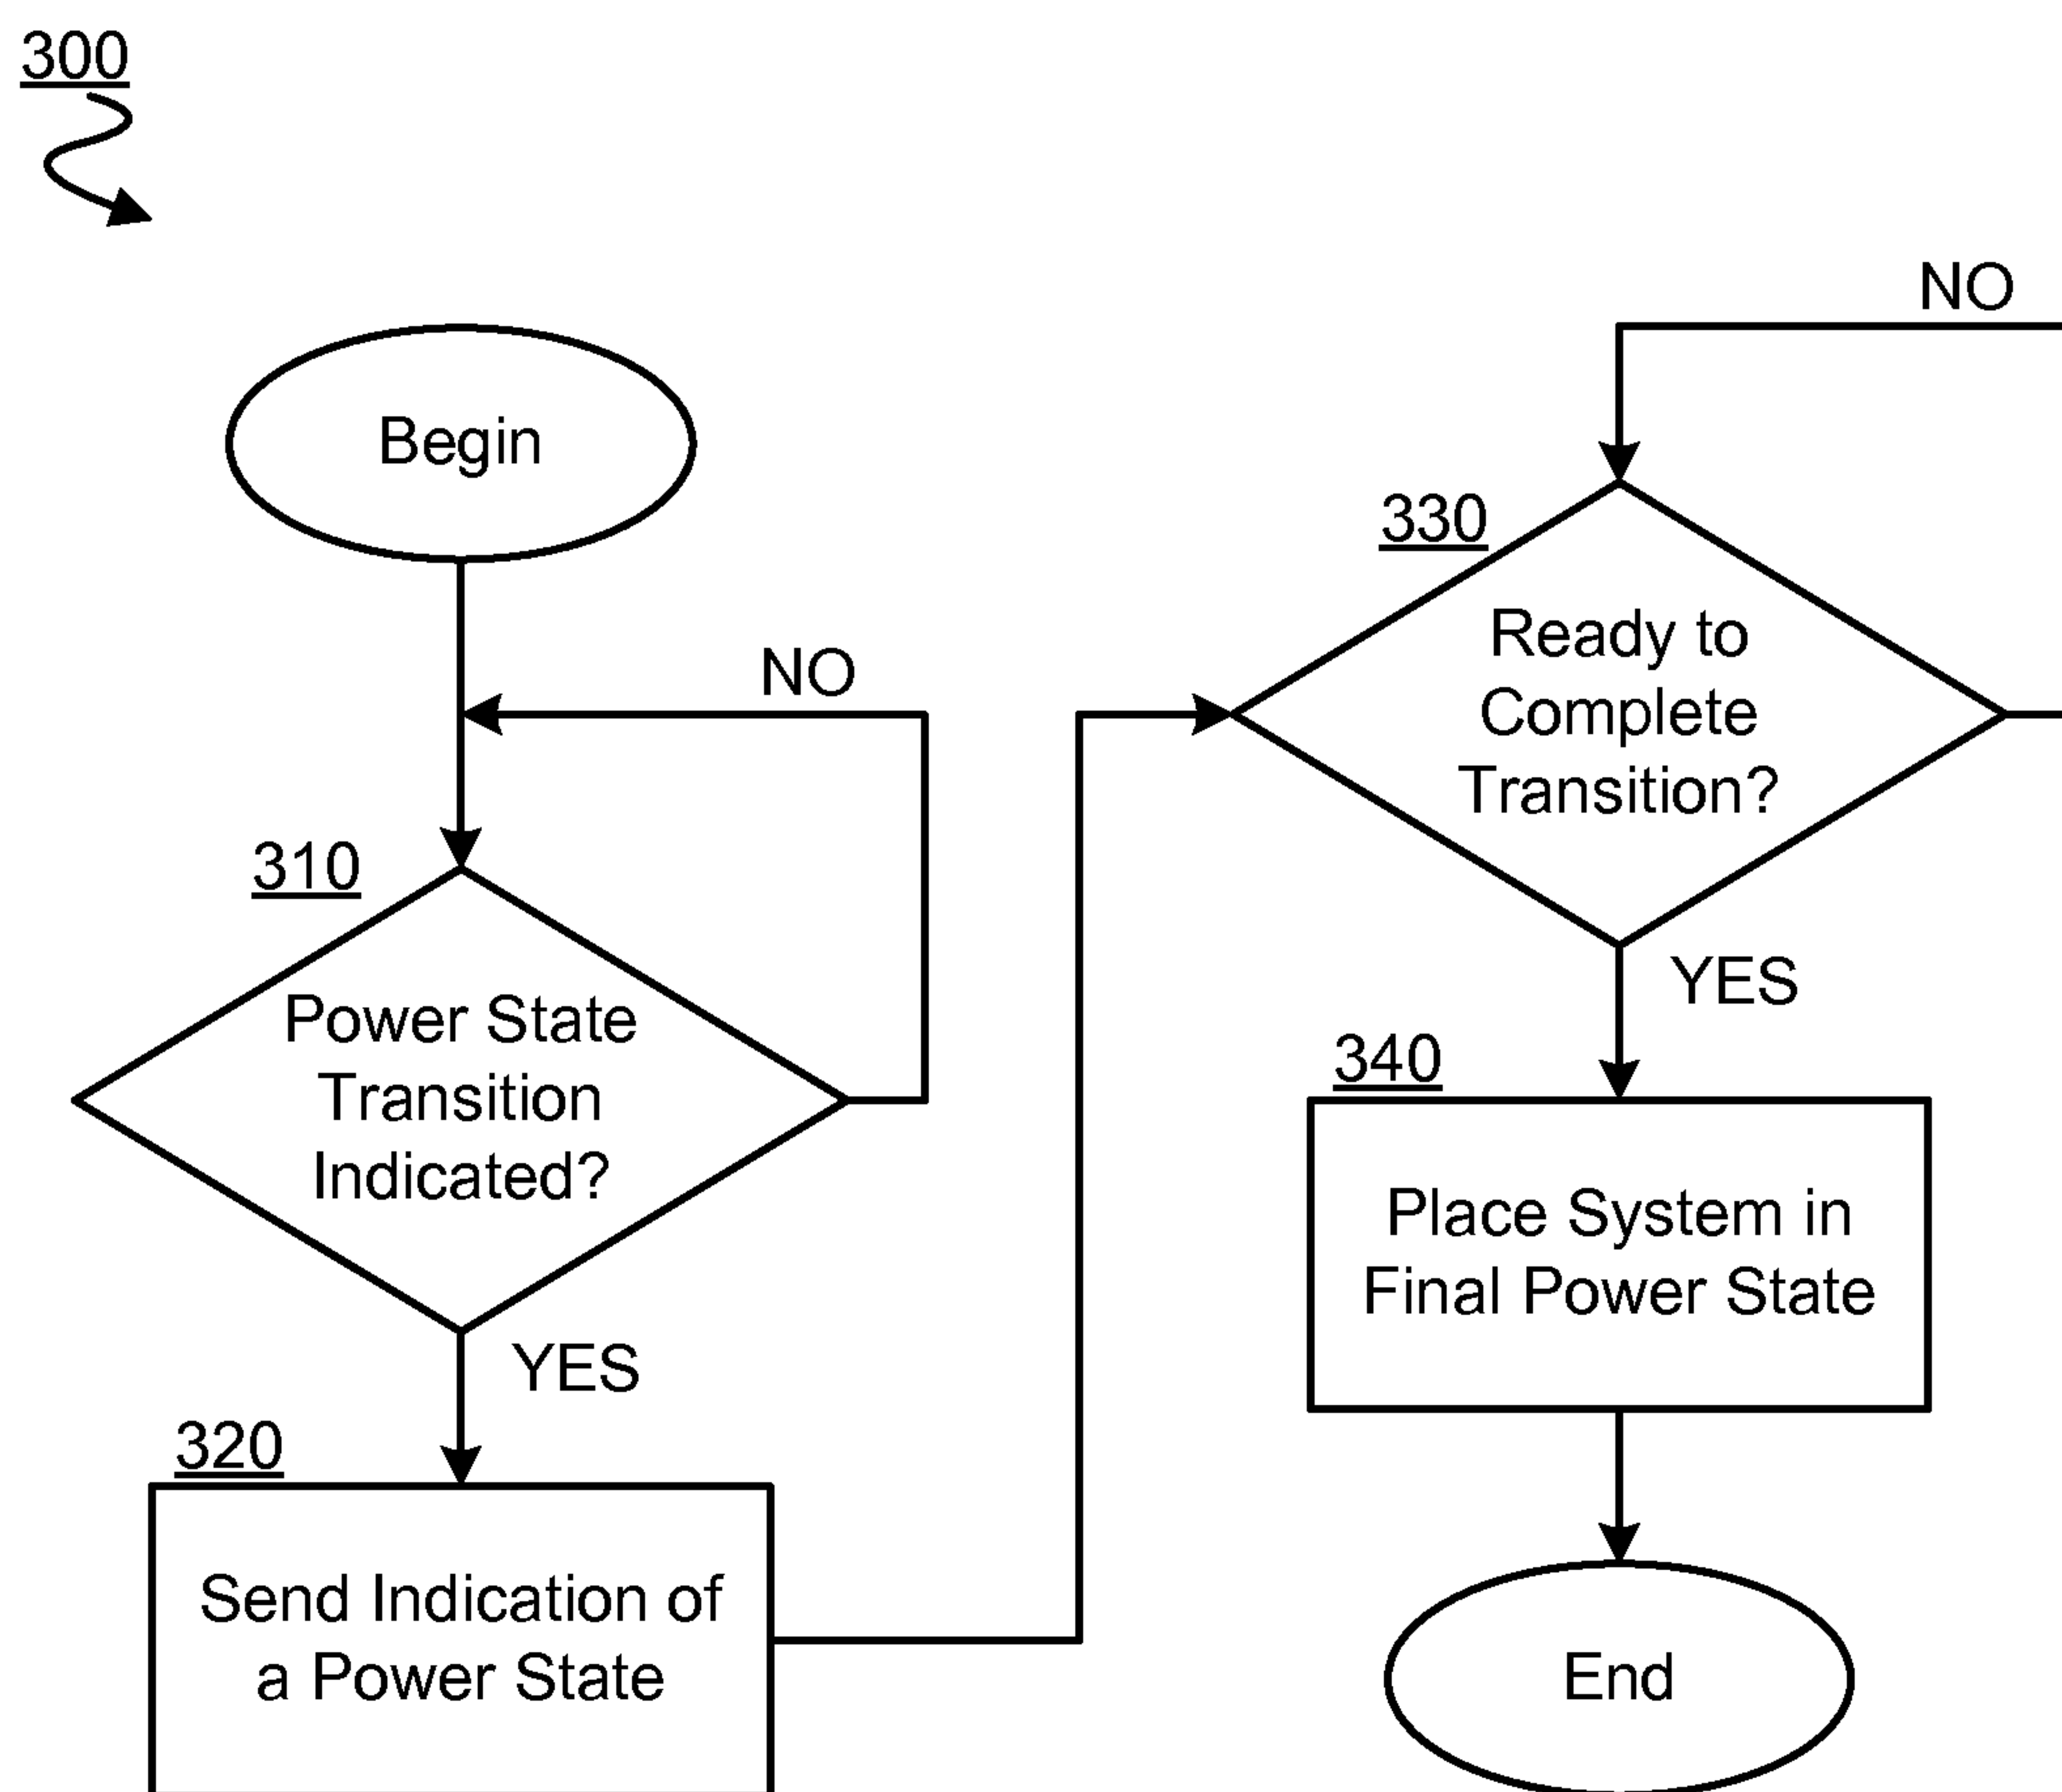 300
Begin
NO
310
Power State
Transition
Indicated?
YES
320
Send Indication of
a Power State
NO
330
Ready to
Complete
Transition?
YES
340
Place System in
Final Power State
End